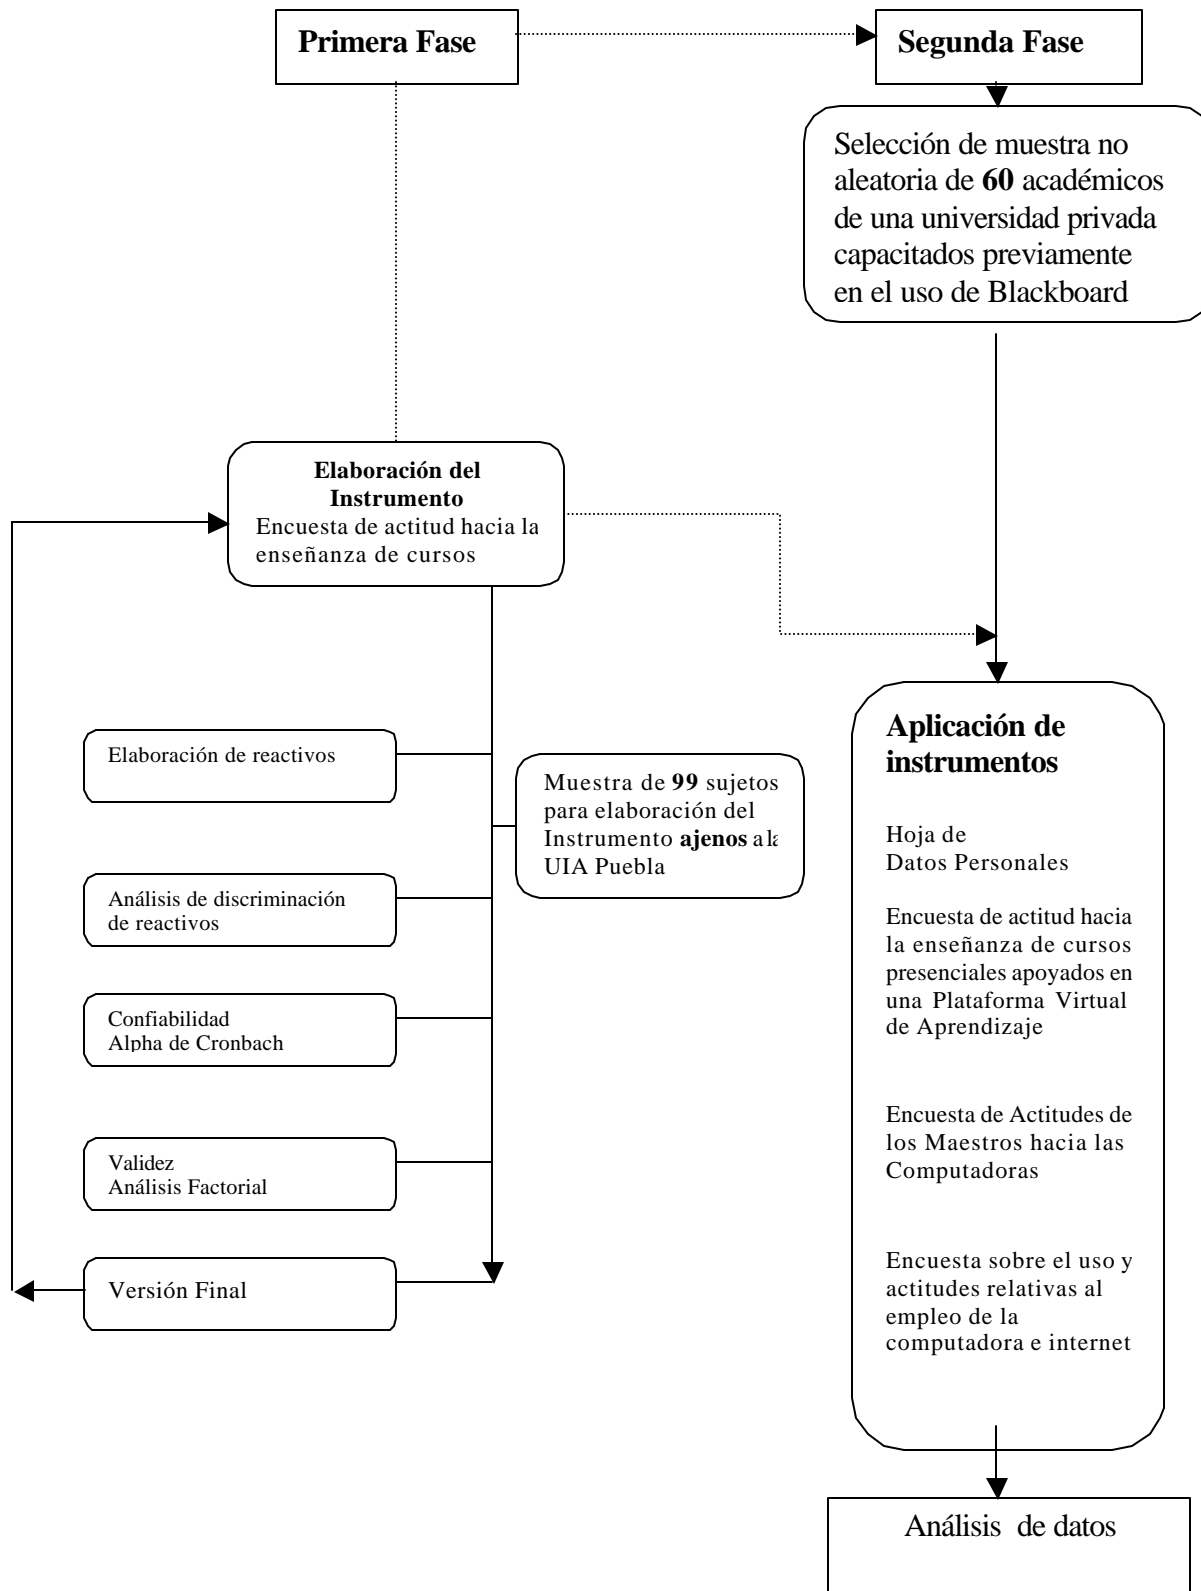 Primera Fase
Segunda Fase
Selección de muestra no
aleatoria de 60 académicos
de una universidad privada
capacitados previamente
en el uso de Blackboard
Elaboración del
Instrumento
Encuesta de actitud hacia la
enseñanza de cursos
Elaboración de reactivos
Muestra de 99 sujetos
para elaboración del
Instrumento ajenos a la
UIA Puebla
Análisis de discriminación
de reactivos
Confiabilidad
Alpha de Cronbach
Validez
Análisis Factorial
Versión Final
Aplicación de
instrumentos
Hoja de
Datos Personales
Encuesta de actitud hacia
la enseñanza de cursos
presenciales apoyados en
una Plataforma Virtual
de Aprendizaje
Encuesta de Actitudes de
los Maestros hacia las
Computadoras
Encuesta sobre el uso y
actitudes relativas al
empleo de la
computadora e internet
Análisis de datos